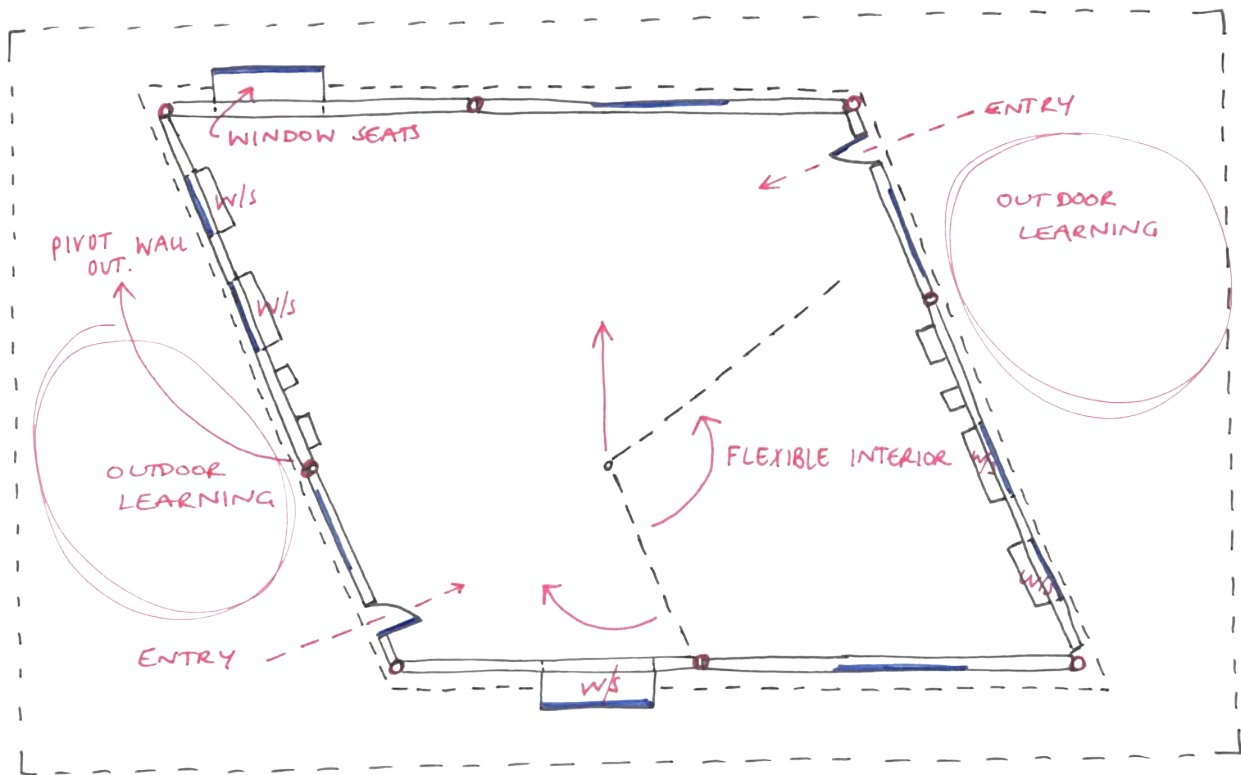 ENTRY
WINDOW SEATS
W/S
OUTDOOR
LEARNING
PIVOT WALL
OUT.
W/S
FLEXIBLE INTERIOR
W/S
OUTDOOR
LEARNING
W/S
ENTRY
W/S